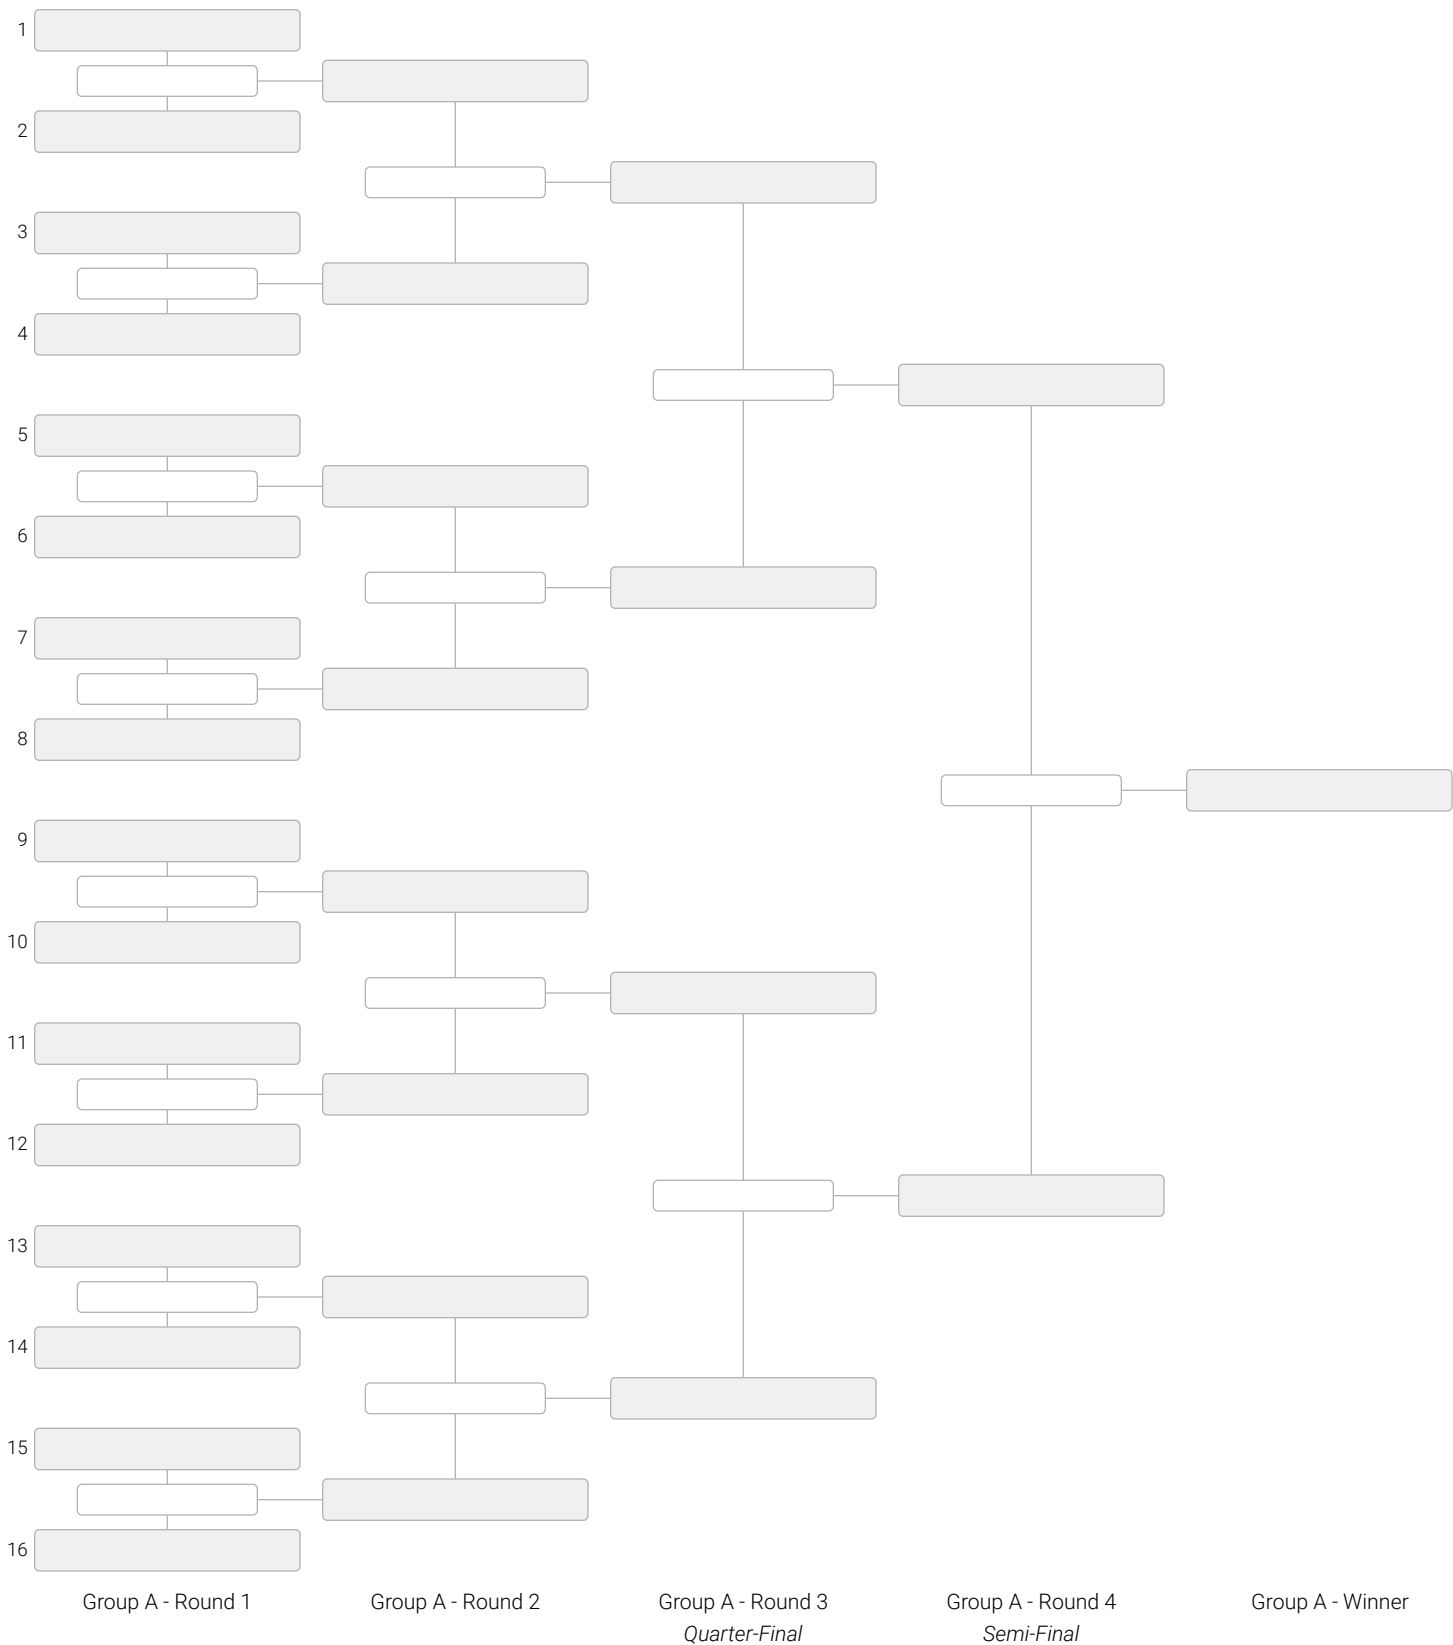 1
2
3
4
5
6
7
8
9
10
11
12
13
14
15
16
Group A - Round 1
Group A - Round 2
Group A - Round 3
Quarter-Final
Group A - Round 4
Semi-Final
Group A - Winner